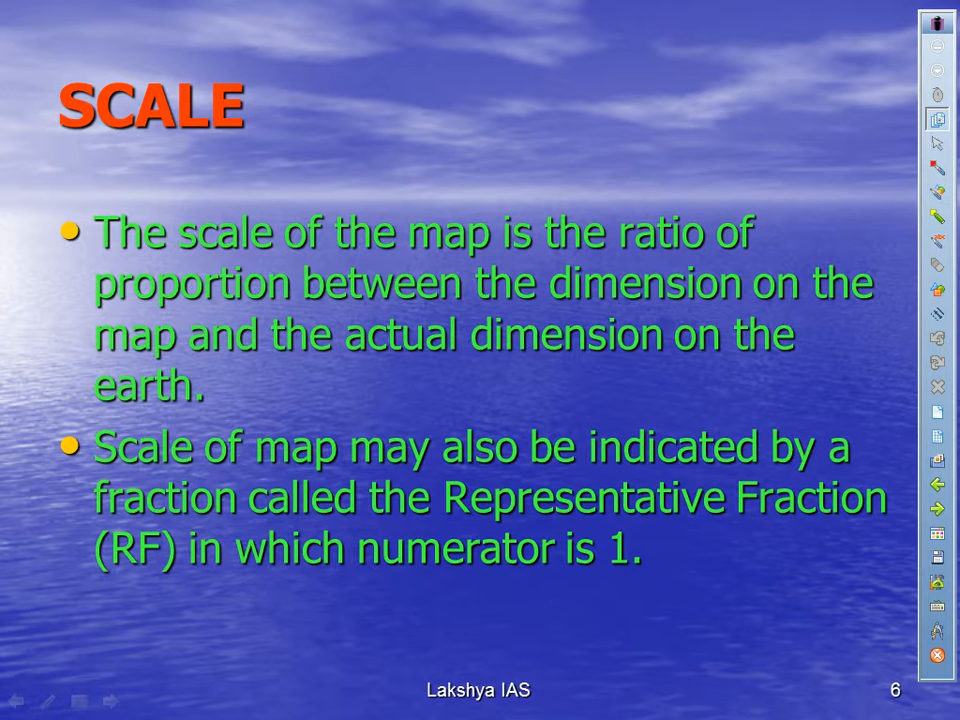 SCALE
• The scale of the map is the ratio of
proportion between the dimension on the
map and the actual dimension on the
earth.
• Scale of map may also be indicated by a
fraction called the Representative Fraction
(RF) in which numerator is 1.
Lakshya IAS
6